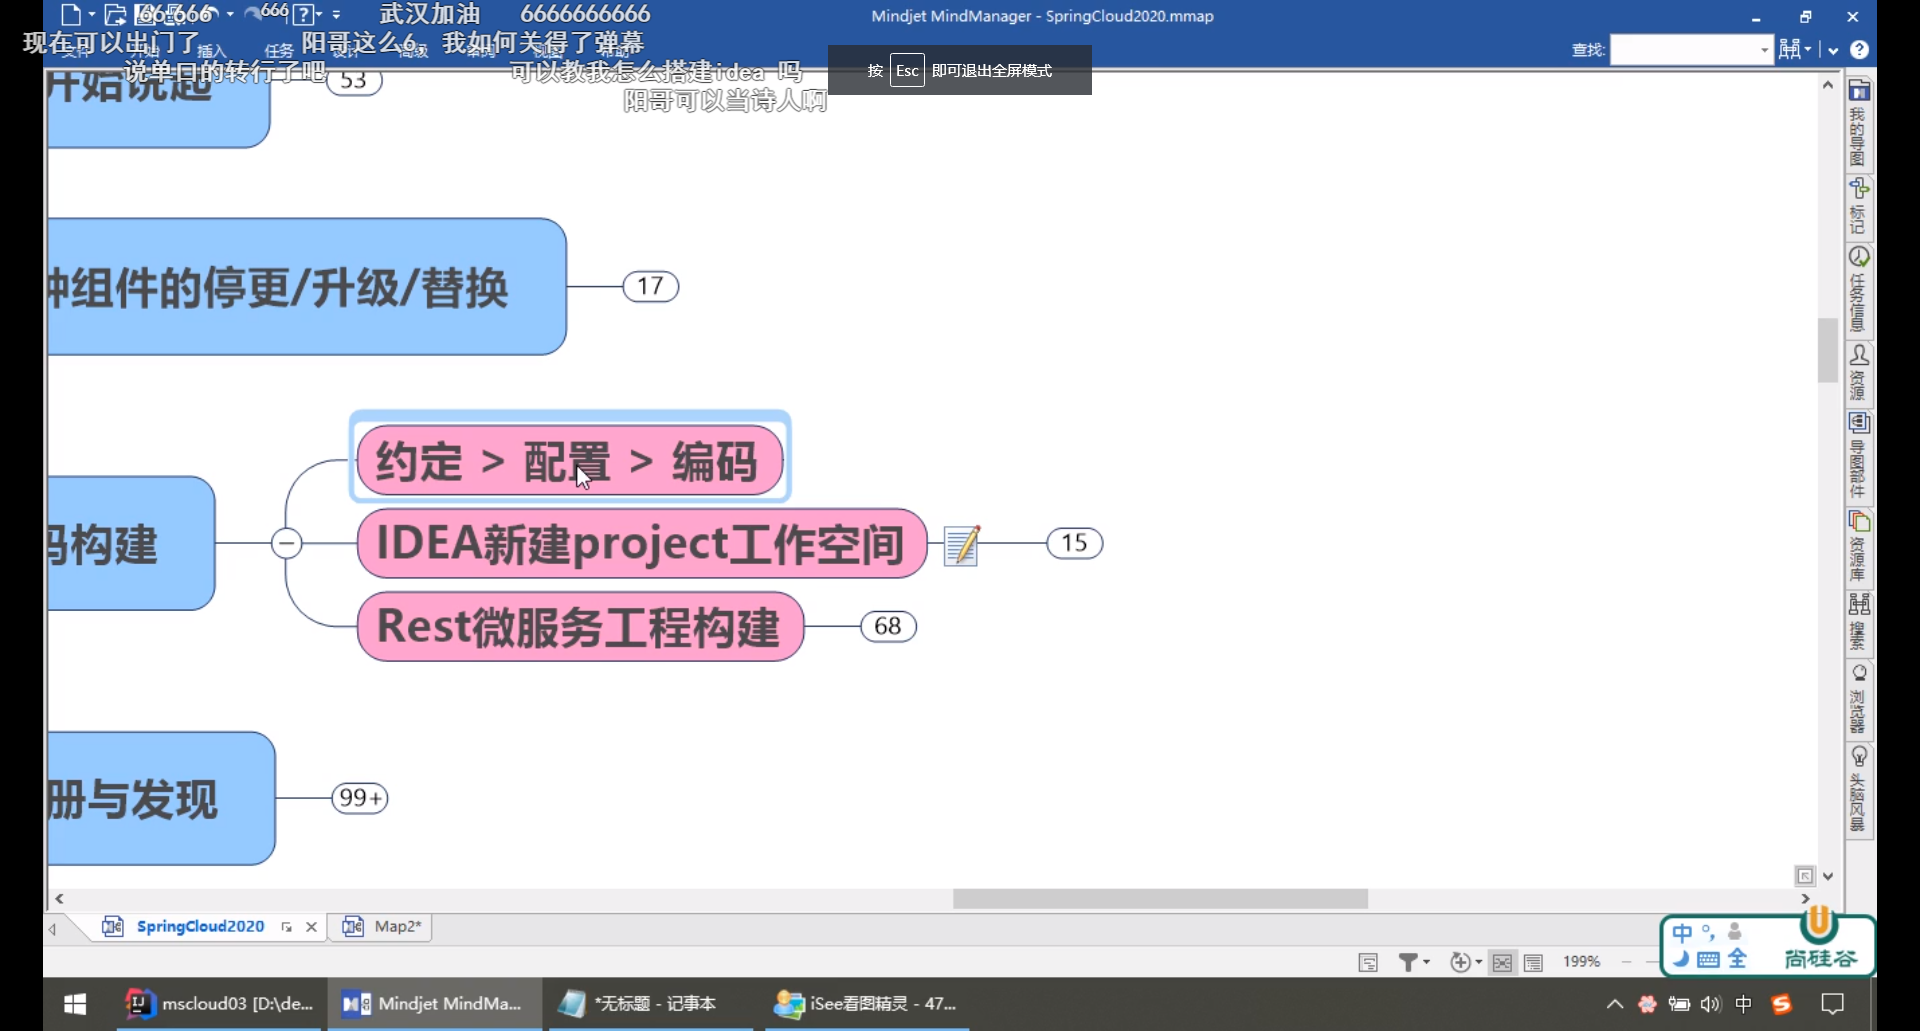 66 666
666
武汉加油
6666666666
Mindjet MindManager - SpringCloud2020.mmap
现在可以出门了
阳哥这么6。
我如何关得了弹幕
插入
任务
查找:
说单口的转行了吧
可以教我怎么搭建idea 吗
按 Esc 即可退出全屏模式
阳哥可以当诗人啊
开始说起
53
组件的停更/升级/替换
17
约定 > 配置 > 编码
码构建
IDEA新建project工作空间
15
Rest微服务工程构建
68
册与发现
99+
我的导图
标记
任务信息
资源
导图部件
资源库
搜索
浏览器
头脑风暴
SpringCloud2020
Map2*
199%
中
全
尚硅谷
mscloud03 [D:\de...
Mindjet MindMa...
*无标题 - 记事本
iSee看图精灵 - 47...
中